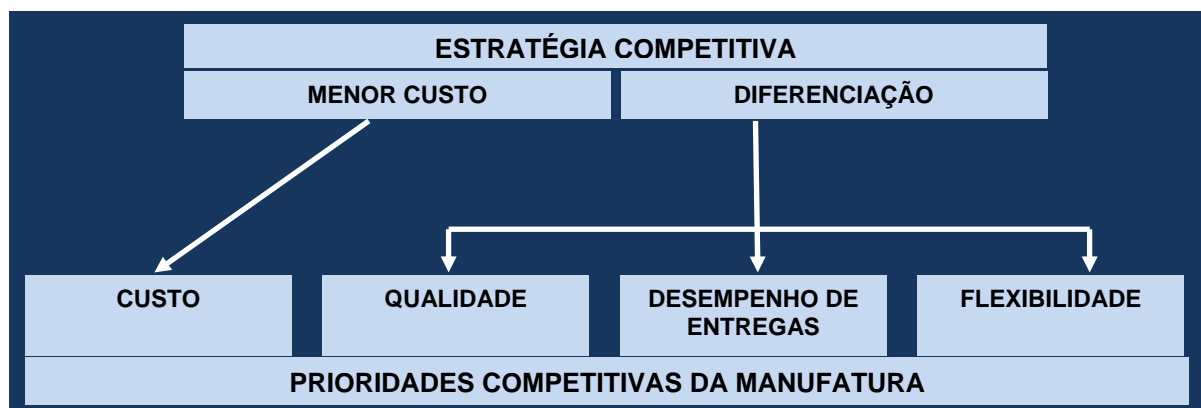 ESTRATÉGIA COMPETITIVA
MENOR CUSTO
DIFERENCIAÇÃO
CUSTO
QUALIDADE
DESEMPENHO DE
ENTREGAS
FLEXIBILIDADE
PRIORIDADES COMPETITIVAS DA MANUFATURA